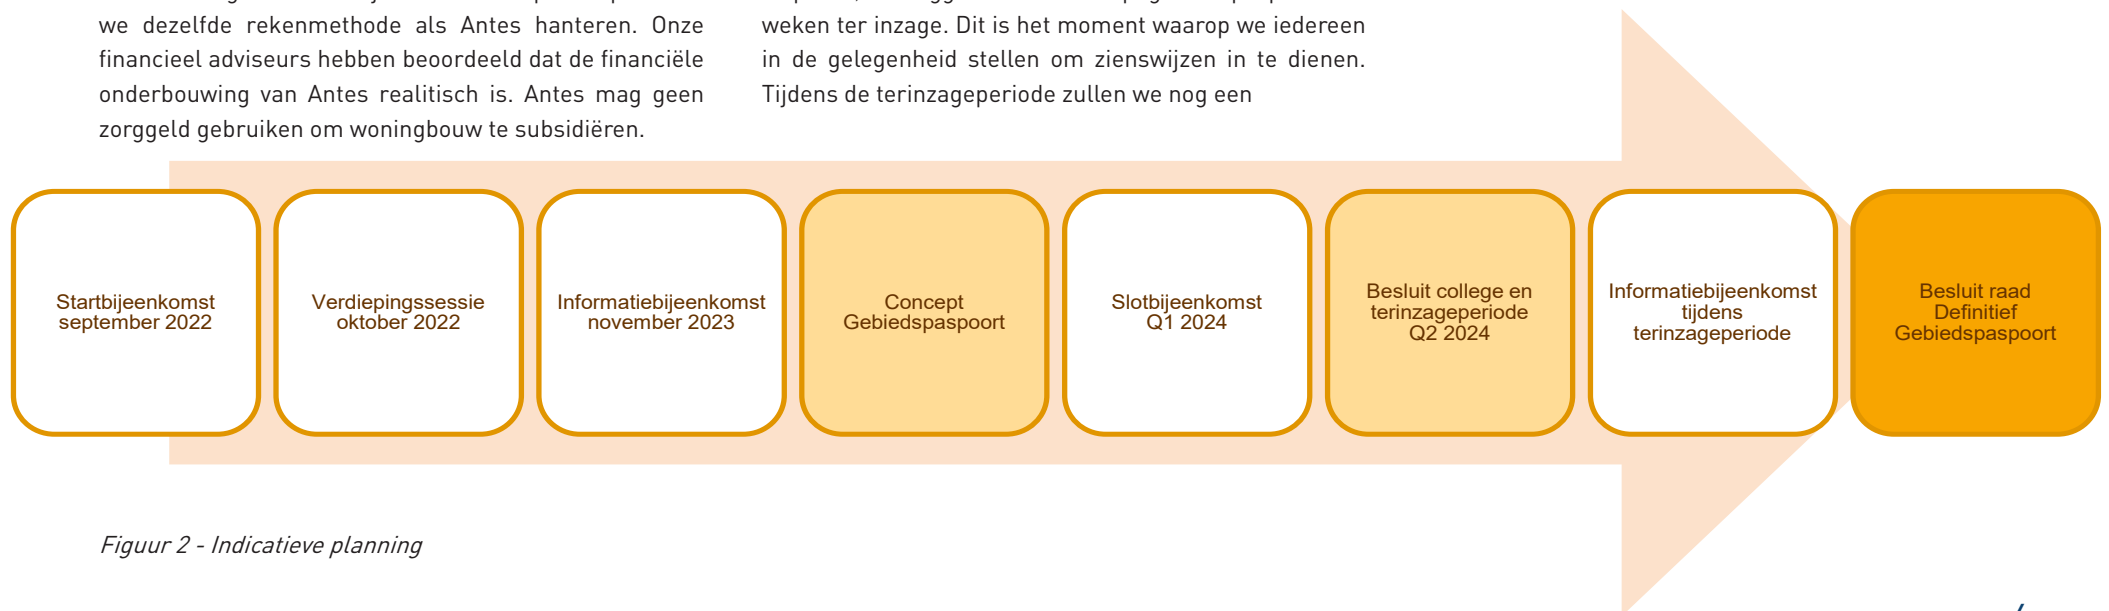 we dezelfde rekenmethode als Antes hanteren. Onze
financieel adviseurs hebben beoordeeld dat de financiële
onderbouwing van Antes realitisch is. Antes mag geen
zorggeld gebruiken om woningbouw te subsidiëren.
weken ter inzage. Dit is het moment waarop we iedereen
in de gelegenheid stellen om zienswijzen in te dienen.
Tijdens de terinzageperiode zullen we nog een
Startbijeenkomst
september 2022
Verdiepingssessie
oktober 2022
Informatiebijeenkomst
november 2023
Concept
Gebiedspaspoort
Slotbijeenkomst
Q1 2024
Besluit college en
terinzageperiode
Q2 2024
Informatiebijeenkomst
tijdens
terinzageperiode
Besluit raad
Definitief
Gebiedspaspoort
Figuur 2 - Indicatieve planning